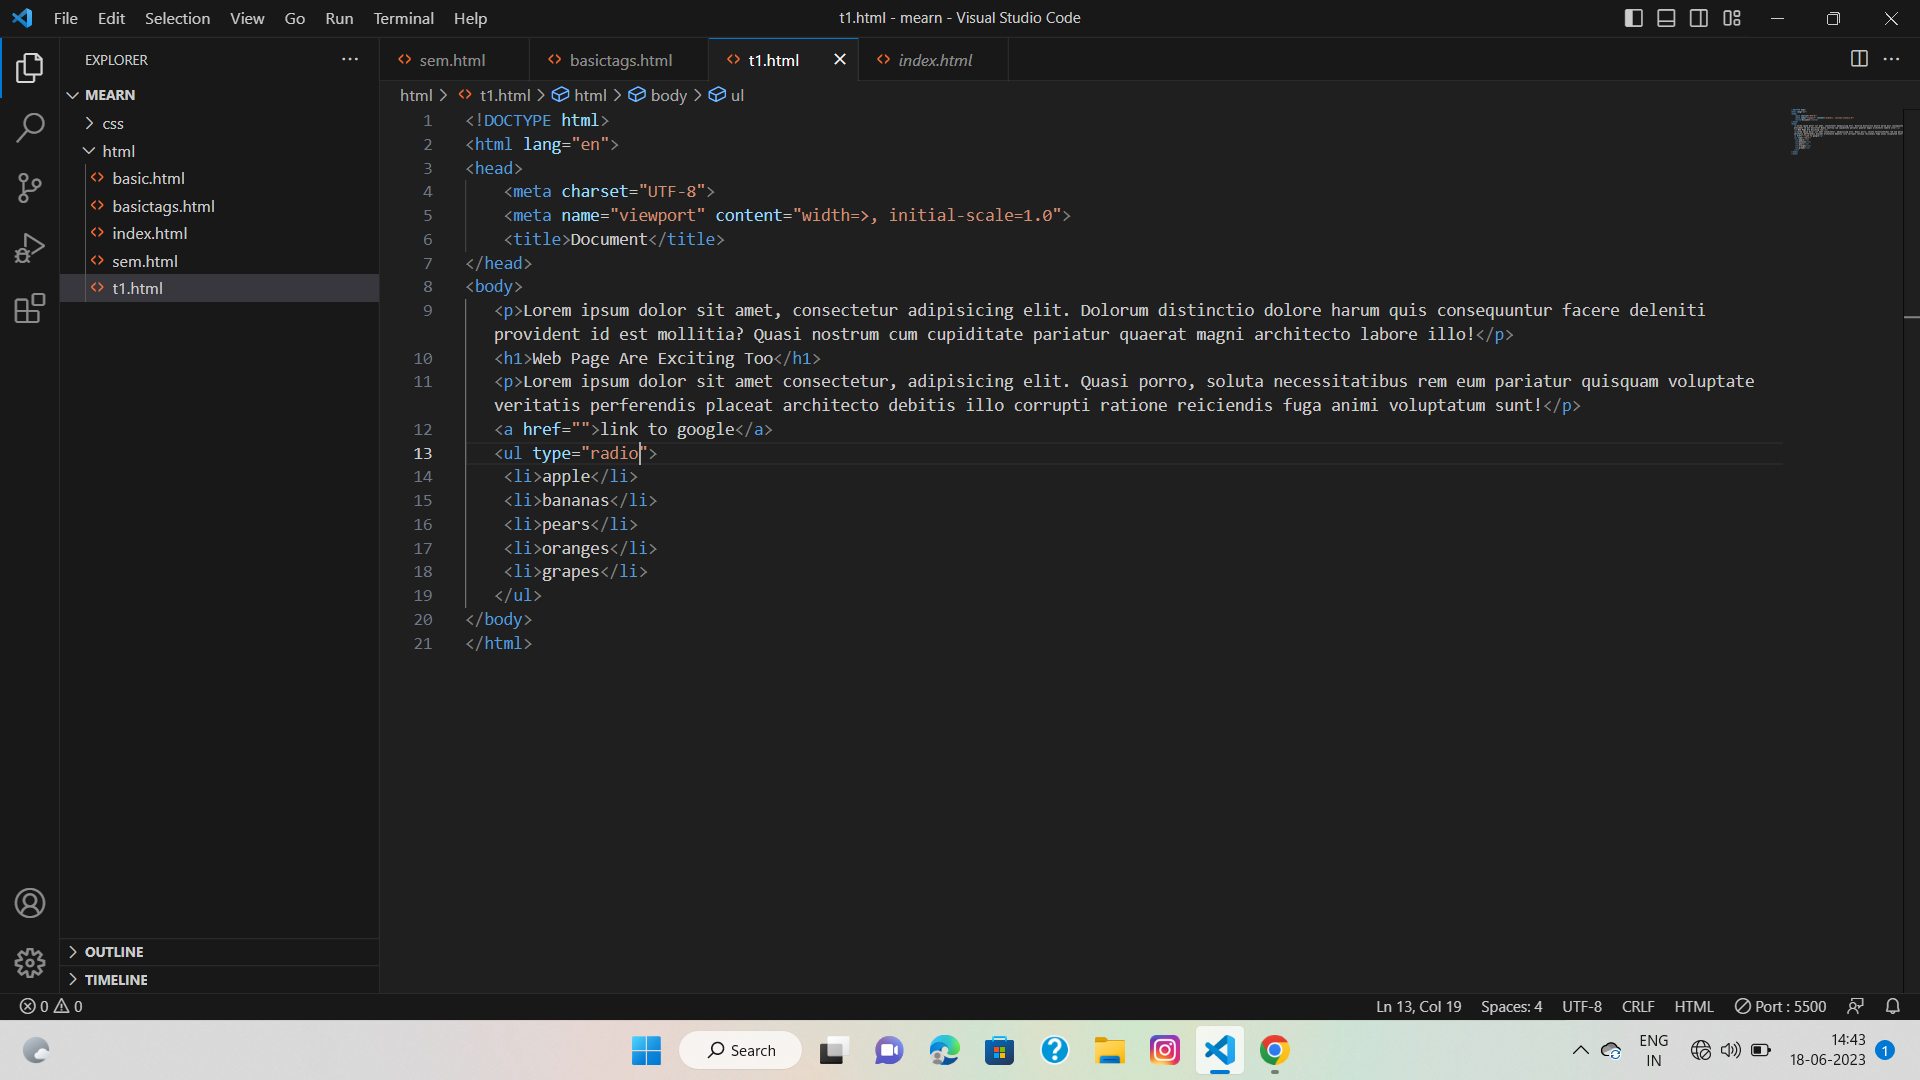 File Edit Selection View Go Run Terminal Help
t1.html - mearn - Visual Studio Code
EXPLORER
MEARN
css
html
basic.html
basictags.html
index.html
sem.html
t1.html
OUTLINE
TIMELINE
sem.html basictags.html t1.html index.html
html > t1.html > html > body > ul
1 <!DOCTYPE html>
2 <html lang="en">
3 <head>
4 <meta charset="UTF-8">
5 <meta name="viewport" content="width=>, initial-scale=1.0">
6 <title>Document</title>
7 </head>
8 <body>
9 <p>Lorem ipsum dolor sit amet, consectetur adipisicing elit. Dolorum distinctio dolore harum quis consequuntur facere deleniti
provident id est mollitia? Quasi nostrum cum cupiditate pariatur quaerat magni architecto labore illo!</p>
10 <h1>Web Page Are Exciting Too</h1>
11 <p>Lorem ipsum dolor sit amet consectetur, adipisicing elit. Quasi porro, soluta necessitatibus rem eum pariatur quisquam voluptate
veritatis perferendis placeat architecto debitis illo corrupti ratione reiciendis fuga animi voluptatum sunt!</p>
12 <a href="">link to google</a>
13 <ul type="radio">
14 <li>apple</li>
15 <li>bananas</li>
16 <li>pears</li>
17 <li>oranges</li>
18 <li>grapes</li>
19 </ul>
20 </body>
21 </html>
0 0
Ln 13, Col 19 Spaces: 4 UTF-8 CRLF HTML Port : 5500
Search
ENG
IN
14:43
18-06-2023
1